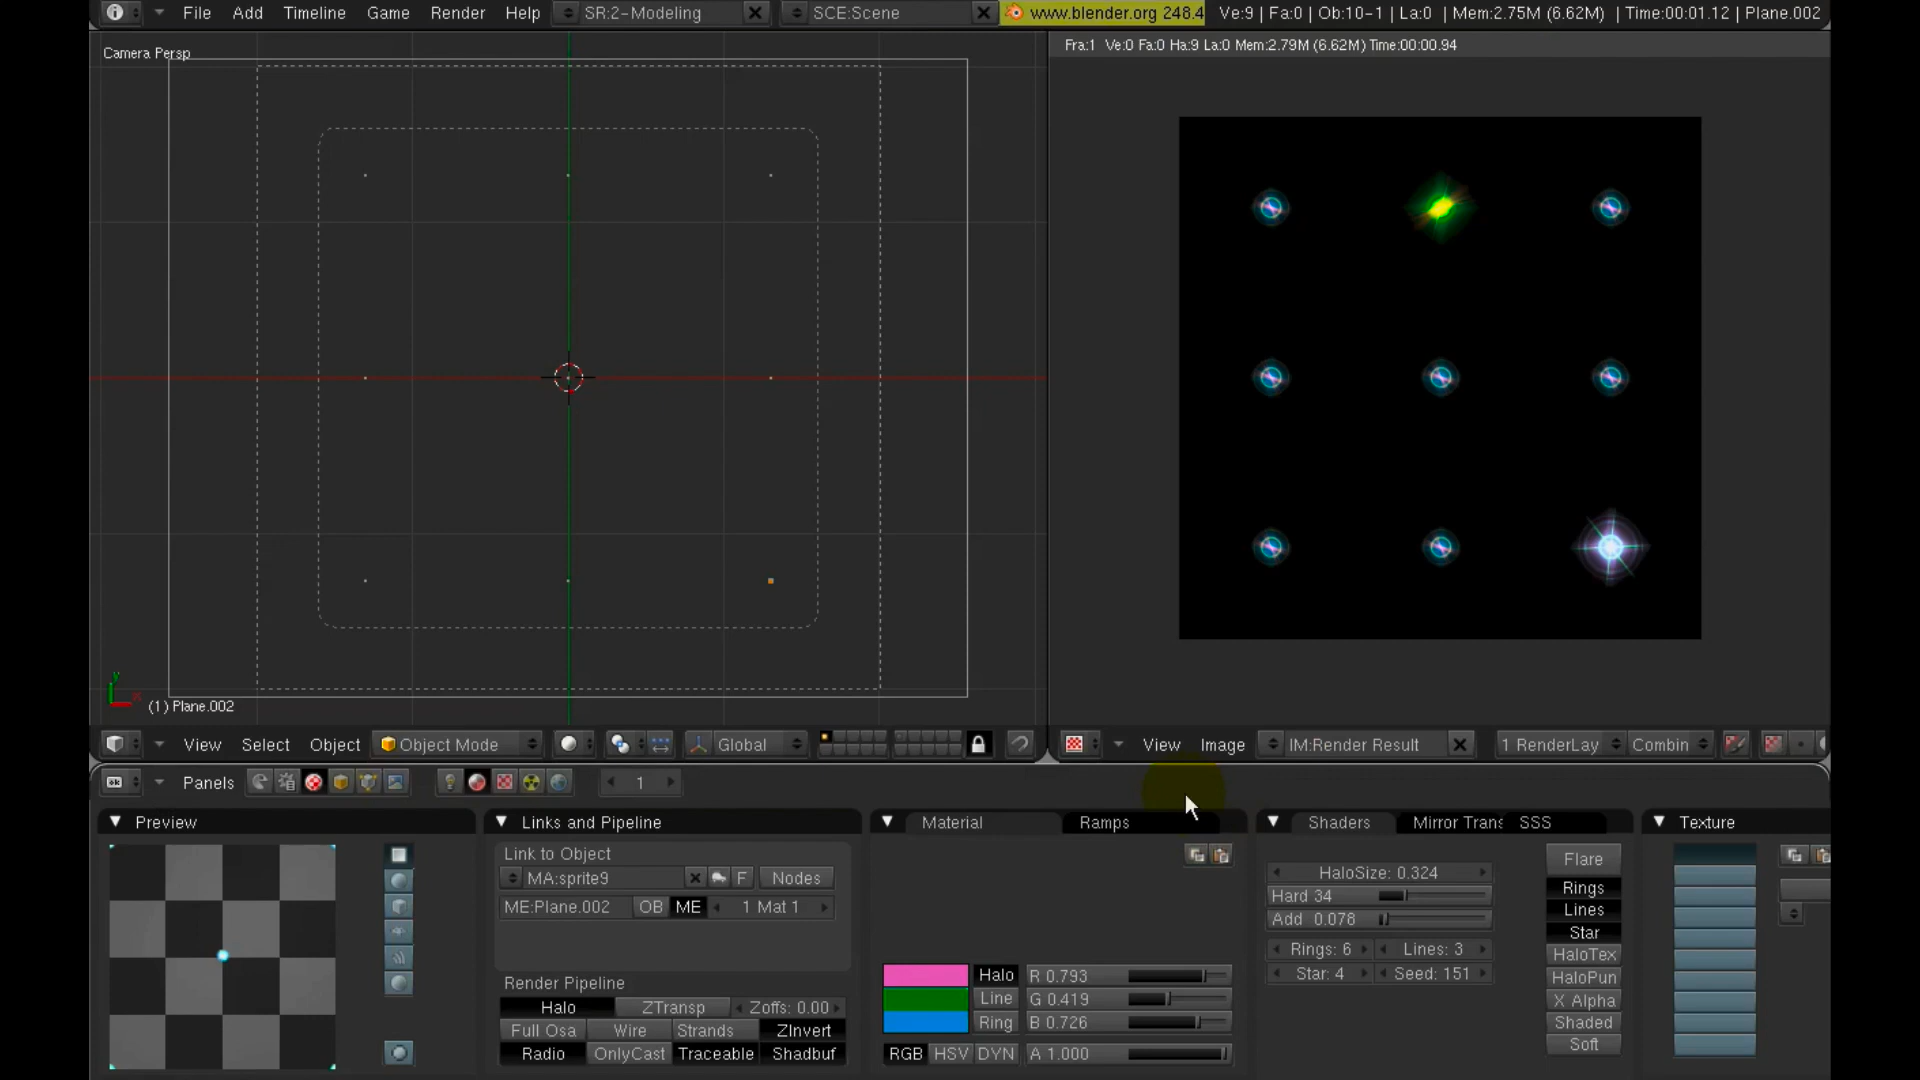 File Add Timeline Game Render Help SR:2-Modeling SCE:Scene www.blender.org 248.4 Ve:9 | Fa:0 | Ob:10-1 | La:0 | Mem:2.75M (6.62M) | Time:00:01.12 | Plane.002
Camera Persp
Fra:1 Ve:0 Fa:0 Ha:9 La:0 Mem:2.79M (6.62M) Time:00:00.94
y
x
(1) Plane.002
View Select Object Object Mode Global
View Image IM:Render Result 1 RenderLay Combin
Panels 1
Preview
Links and Pipeline
Link to Object
MA:sprite9 F Nodes
ME:Plane.002 OB ME 1 Mat 1
Render Pipeline
Halo ZTransp Zoffs: 0.00
Full Osa Wire Strands ZInvert
Radio OnlyCast Traceable Shadbuf
Material Ramps
Halo R 0.793
Line G 0.419
Ring B 0.726
RGB HSV DYN A 1.000
Shaders Mirror Trans SSS
HaloSize: 0.324
Hard 34
Add 0.078
Rings: 6 Lines: 3
Star: 4 Seed: 151
Flare
Rings
Lines
Star
HaloTex
HaloPun
X Alpha
Shaded
Soft
Texture